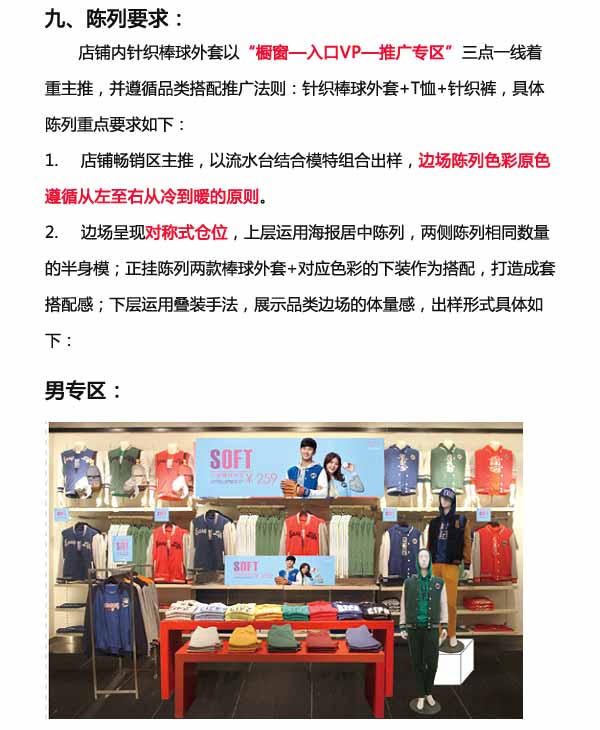 九、陈列要求：
店铺内针织棒球外套以“橱窗—入口VP—推广专区”三点一线着
重主推，并遵循品类搭配推广法则：针织棒球外套+T恤+针织裤，具体
陈列重点要求如下：
1. 店铺畅销区主推，以流水台结合模特组合出样，边场陈列色彩原色
遵循从左至右从冷到暖的原则。
2. 边场呈现对称式仓位，上层运用海报居中陈列，两侧陈列相同数量
的半身模；正挂陈列两款棒球外套+对应色彩的下装作为搭配，打造成套
搭配感；下层运用叠装手法，展示品类边场的体量感，出样形式具体如
下：
男专区：
SOFT
¥259
SOFT
SOFT